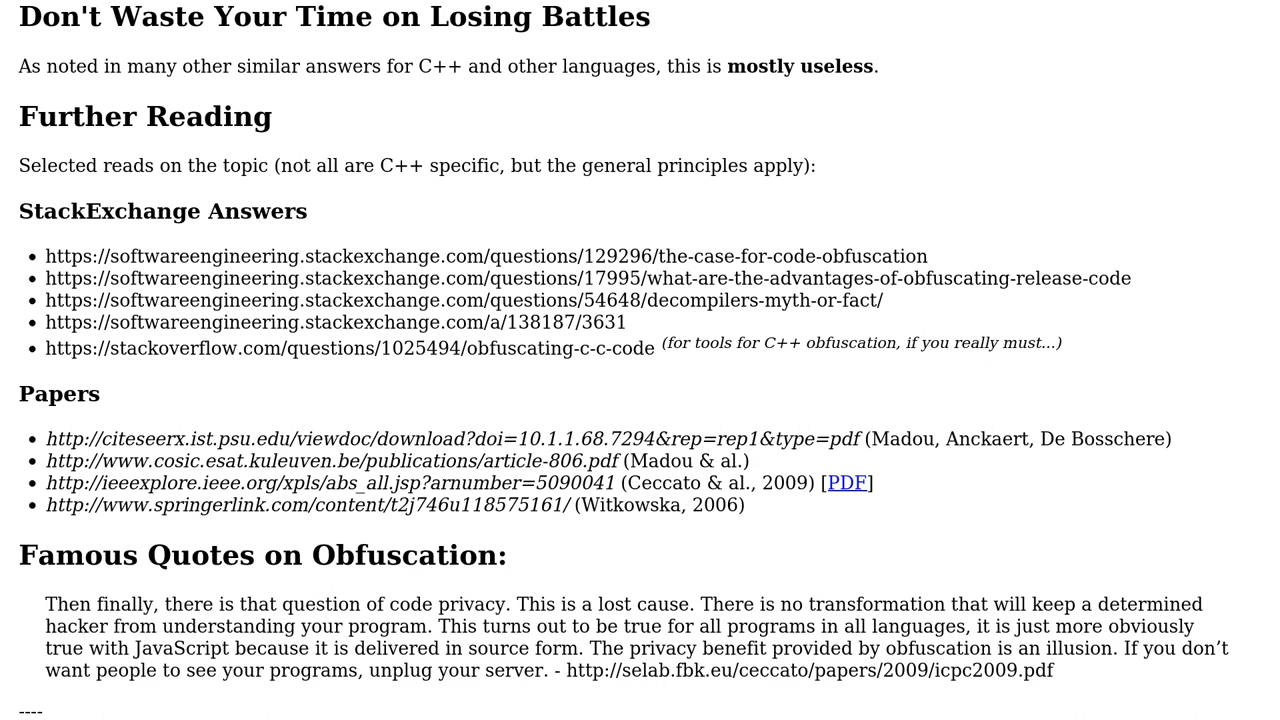 Don't Waste Your Time on Losing Battles
As noted in many other similar answers for C++ and other languages, this is mostly useless.
Further Reading
Selected reads on the topic (not all are C++ specific, but the general principles apply):
StackExchange Answers
• https://softwareengineering.stackexchange.com/questions/129296/the-case-for-code-obfuscation
• https://softwareengineering.stackexchange.com/questions/17995/what-are-the-advantages-of-obfuscating-release-code
• https://softwareengineering.stackexchange.com/questions/54648/decompilers-myth-or-fact/
• https://softwareengineering.stackexchange.com/a/138187/3631
• https://stackoverflow.com/questions/1025494/obfuscating-c-c-code (for tools for C++ obfuscation, if you really must...)
Papers
• http://citeseerx.ist.psu.edu/viewdoc/download?doi=10.1.1.68.7294&rep=rep1&type=pdf (Madou, Anckaert, De Bosschere)
• http://www.cosic.esat.kuleuven.be/publications/article-806.pdf (Madou & al.)
• http://ieeexplore.ieee.org/xpls/abs_all.jsp?arnumber=5090041 (Ceccato & al., 2009) [PDF]
• http://www.springerlink.com/content/t2j746u118575161/ (Witkowska, 2006)
Famous Quotes on Obfuscation:
Then finally, there is that question of code privacy. This is a lost cause. There is no transformation that will keep a determined
hacker from understanding your program. This turns out to be true for all programs in all languages, it is just more obviously
true with JavaScript because it is delivered in source form. The privacy benefit provided by obfuscation is an illusion. If you don’t
want people to see your programs, unplug your server. - http://selab.fbk.eu/ceccato/papers/2009/icpc2009.pdf
----